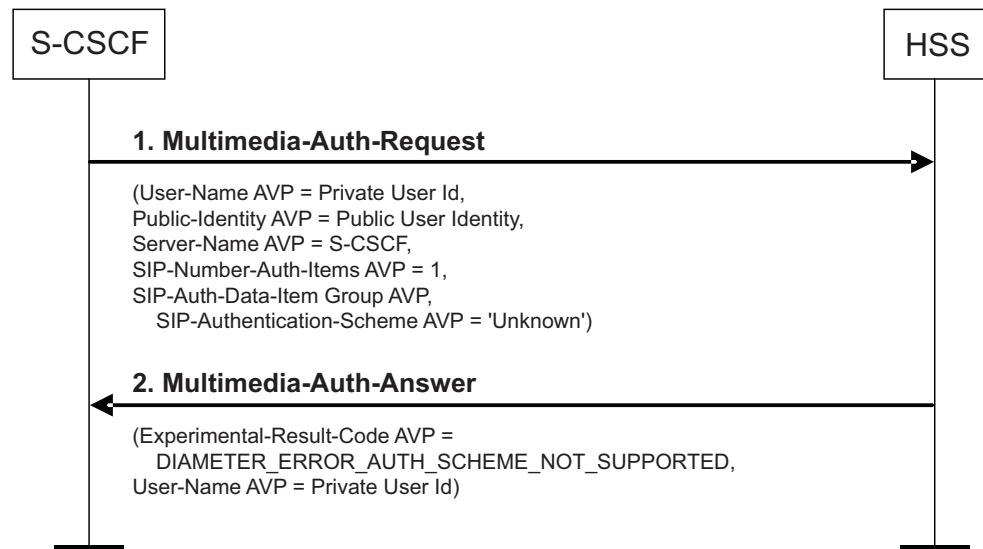 S-CSCF
HSS
1. Multimedia-Auth-Request
(User-Name AVP = Private User Id,
Public-Identity AVP = Public User Identity,
Server-Name AVP = S-CSCF,
SIP-Number-Auth-Items AVP = 1,
SIP-Auth-Data-Item Group AVP,
SIP-Authentication-Scheme AVP = 'Unknown')
2. Multimedia-Auth-Answer
(Experimental-Result-Code AVP =
DIAMETER_ERROR_AUTH_SCHEME_NOT_SUPPORTED,
User-Name AVP = Private User Id)